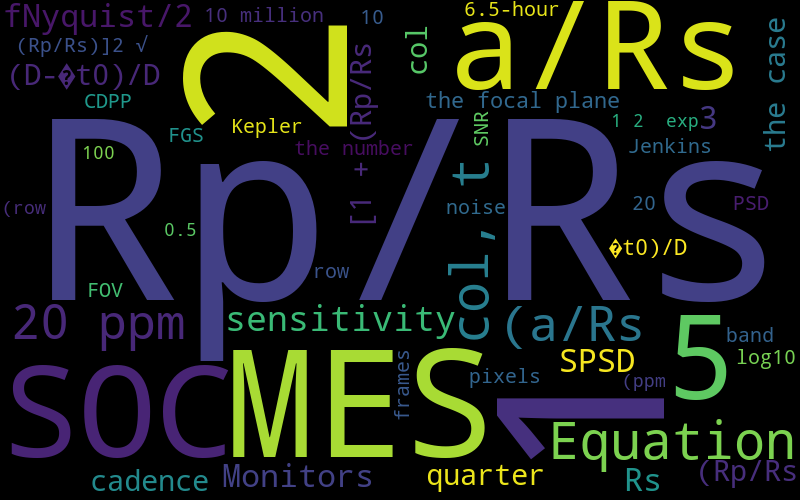 fNyquist/2
10 million
10
6.5-hour
(Rp/Rs)]2 √
2
col
a/Rs
the case
(D-�t0)/D
CDPP
[1 + (Rp/Rs)
the focal plane
FGS
Kepler
SNR
1 2 exp
3
100
the number
Jenkins
Rp/Rs
(row
0.5
noise
col, t
20
PSD
�t0)/D
row
FOV
20 ppm
sensitivity
(a/Rs
5
band
SOC
MES
frames
pixels
SPSD
(ppm
log10
1
Equation
cadence
Monitors
quarter
Rs
(Rp/Rs)